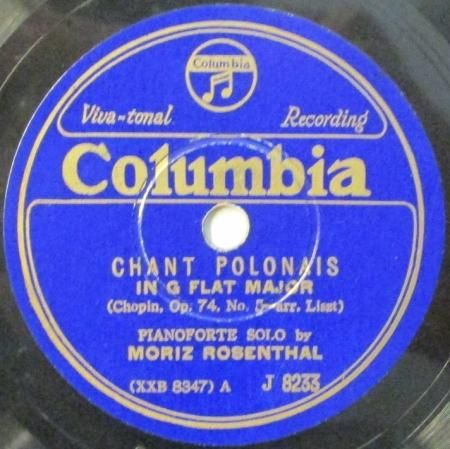 Columbia
Viva-tonal Recording
Columbia
CHANT POLONAIS
IN G FLAT MAJOR
(Chopin, Op. 74, No. 5—arr. Liszt)
PIANOFORTE SOLO by
MORIZ ROSENTHAL
(XXB 8347) A J 8233